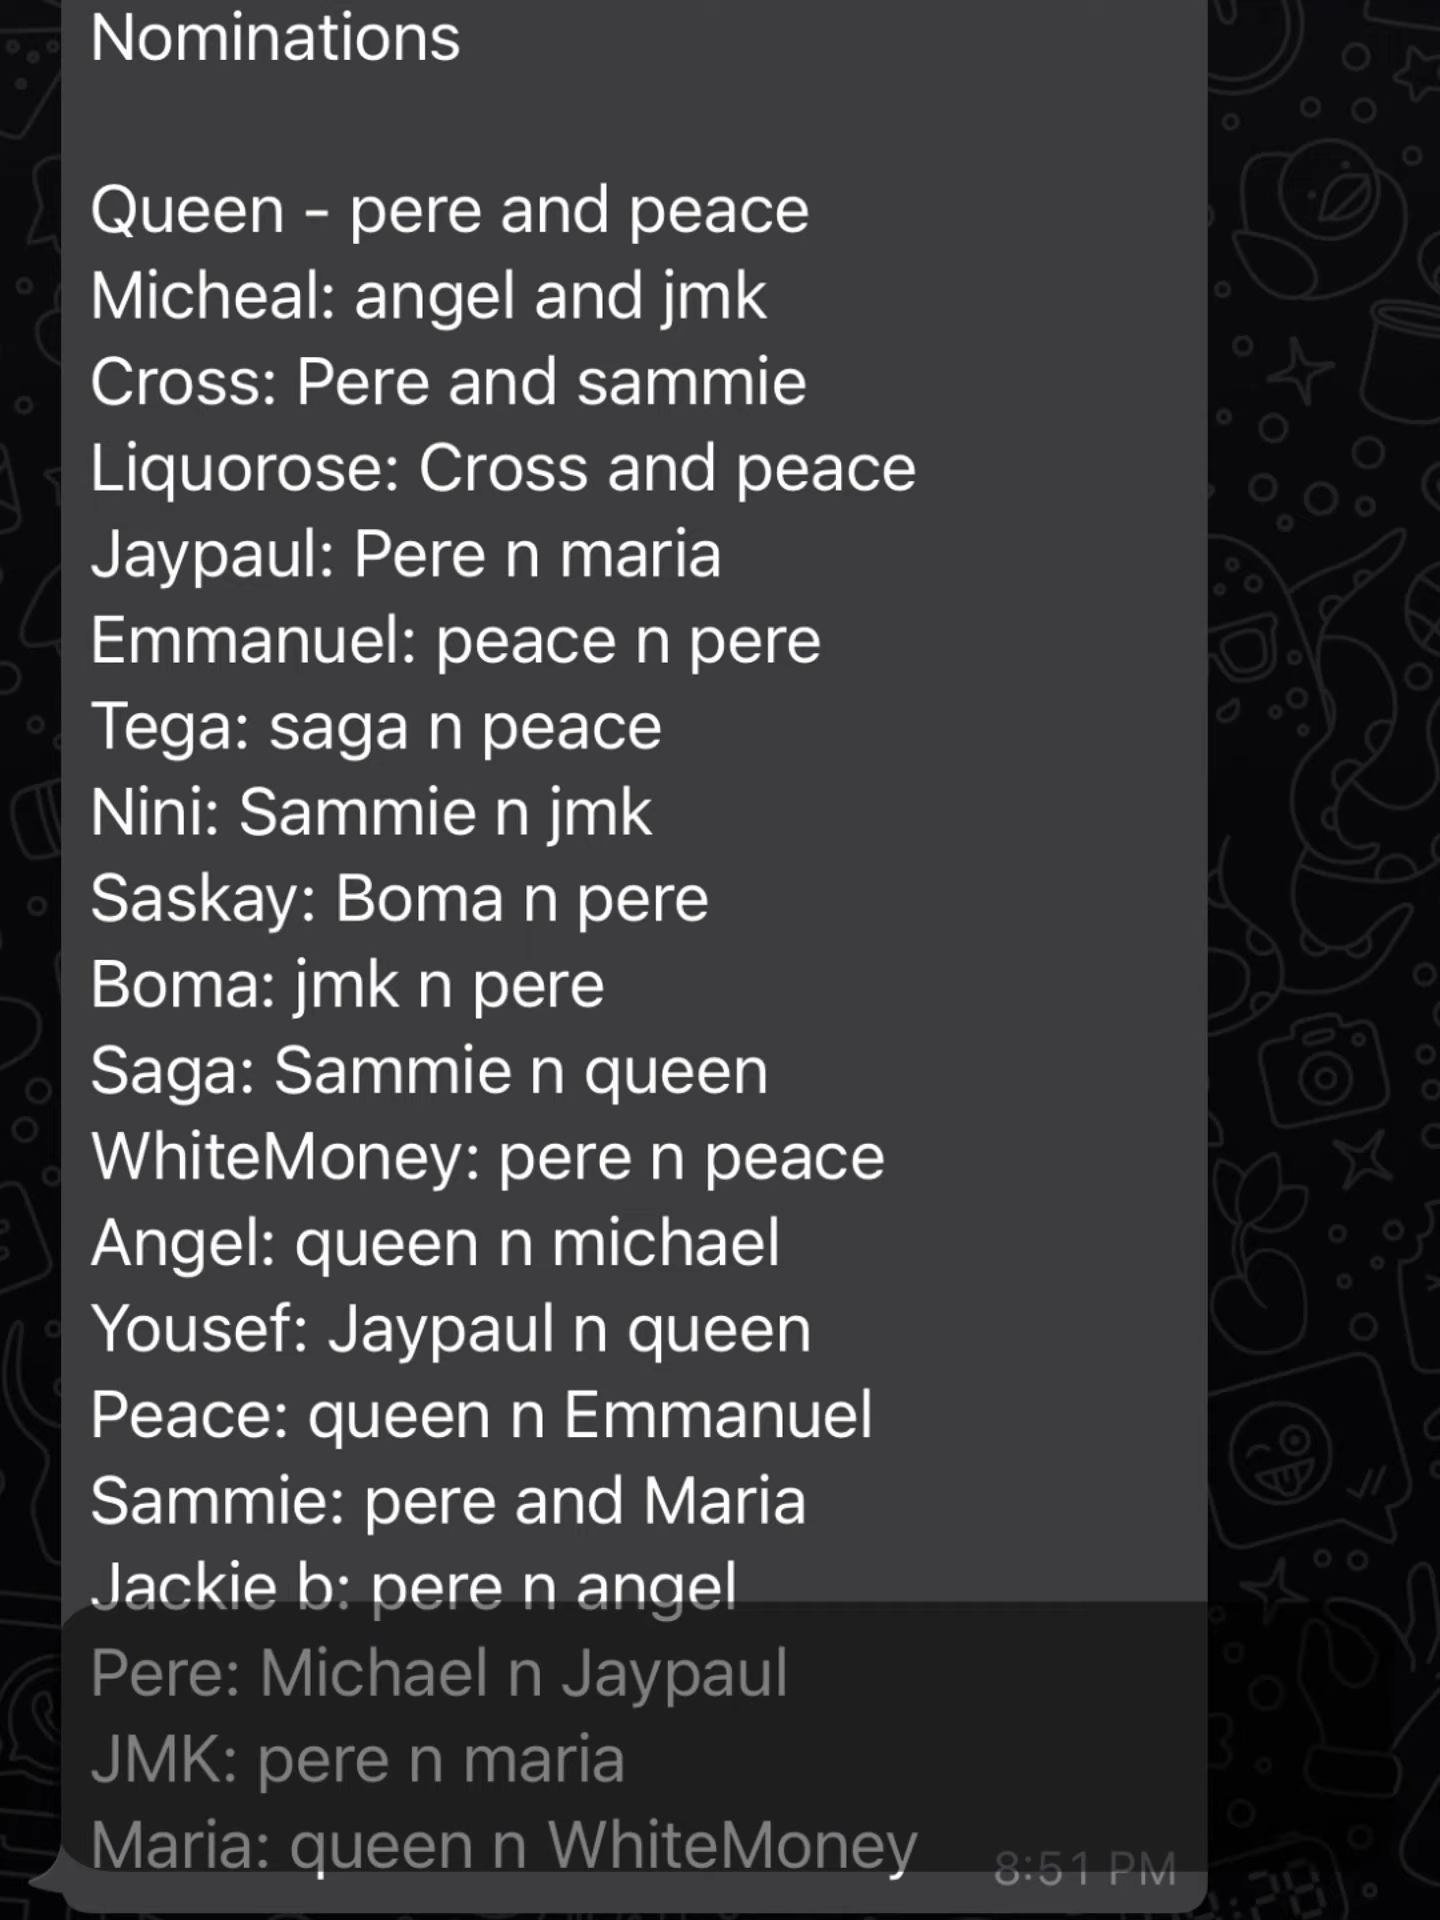 Nominations
Queen - pere and peace
Micheal: angel and jmk
Cross: Pere and sammie
Liquorose: Cross and peace
Jaypaul: Pere n maria
Emmanuel: peace n pere
Tega: saga n peace
Nini: Sammie n jmk
Saskay: Boma n pere
Boma: jmk n pere
Saga: Sammie n queen
WhiteMoney: pere n peace
Angel: queen n michael
Yousef: Jaypaul n queen
Peace: queen n Emmanuel
Sammie: pere and Maria
Jackie b: pere n angel
Pere: Michael n Jaypaul
JMK: pere n maria
Maria: queen n WhiteMoney
8:51 PM